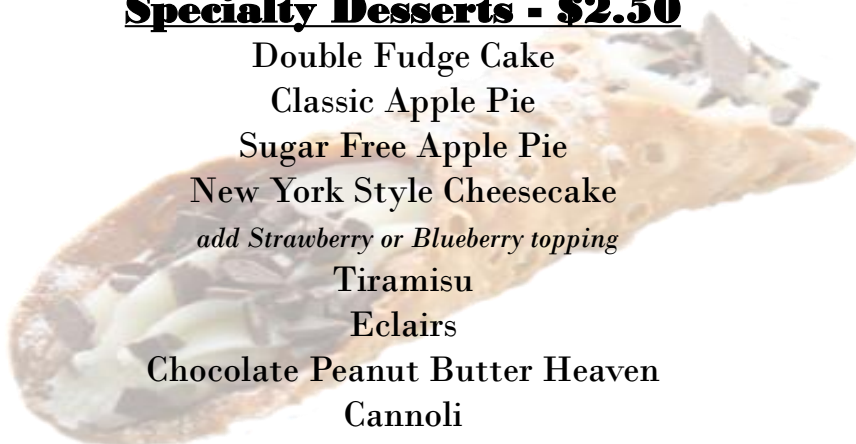 Specialty Desserts - $2.50
Double Fudge Cake
Classic Apple Pie
Sugar Free Apple Pie
New York Style Cheesecake
add Strawberry or Blueberry topping
Tiramisu
Eclairs
Chocolate Peanut Butter Heaven
Cannoli